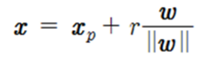 x = x_p + r w / ||w||